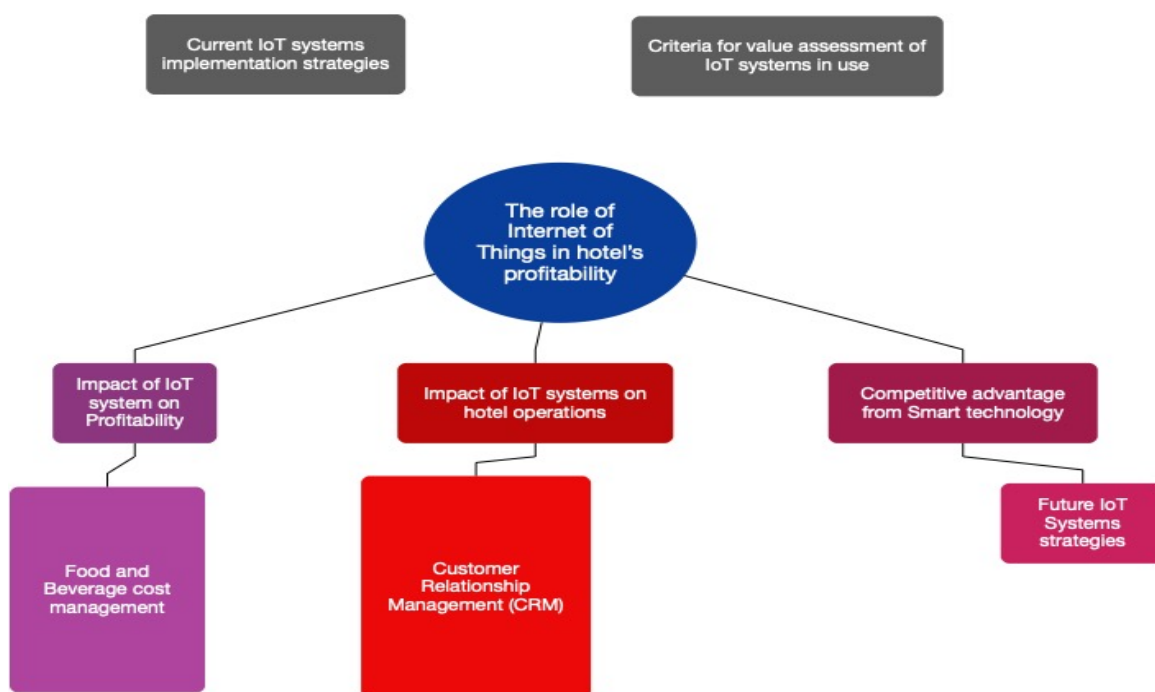 Current IoT systems
implementation strategies
Criteria for value assessment of
IoT systems in use
The role of
Internet of
Things in hotel's
profitability
Impact of IoT
system on
Profitability
Impact of IoT systems on
hotel operations
Competitive advantage
from Smart technology
Food and
Beverage cost
management
Customer
Relationship
Management (CRM)
Future IoT
Systems
strategies